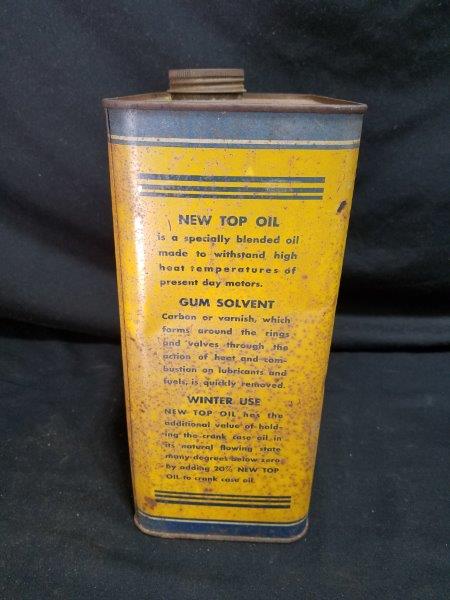 NEW TOP OIL
is a specially blended oil
made to withstand high
heat temperatures of
present day motors.
GUM SOLVENT
Carbon or varnish, which
forms around the rings
and valves through the
action of heat and com-
bustion on lubricants and
fuels, is quickly removed.
WINTER USE
NEW TOP OIL has the
additional value of hold-
ing the crank case oil in
its natural flowing state
many degrees below zero
by adding 20% NEW TOP
OIL to crank case oil.